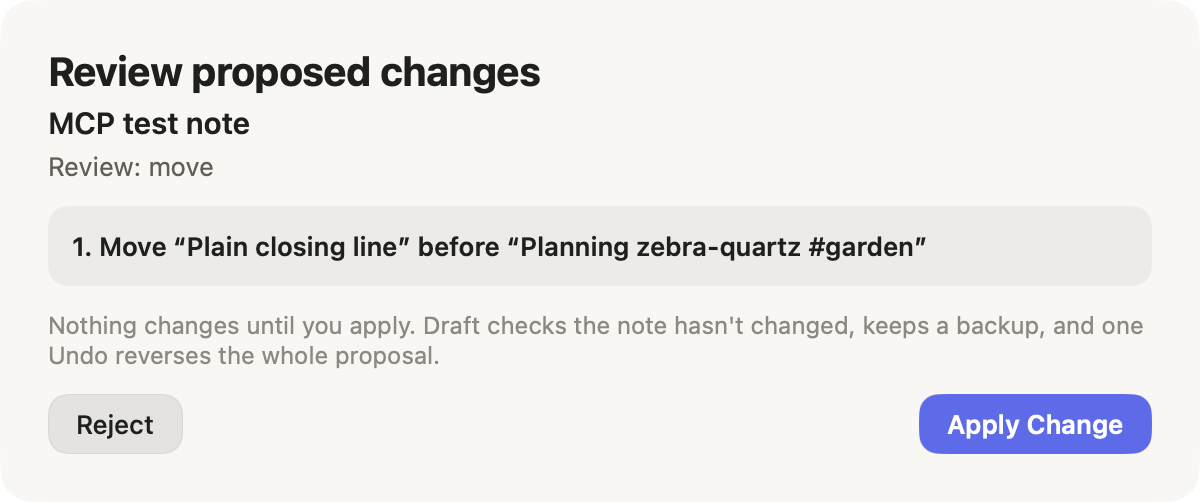 Review proposed changes
MCP test note
Review: move
1. Move “Plain closing line” before “Planning zebra-quartz #garden”
Nothing changes until you apply. Draft checks the note hasn't changed, keeps a backup, and one
Undo reverses the whole proposal.
Reject
Apply Change